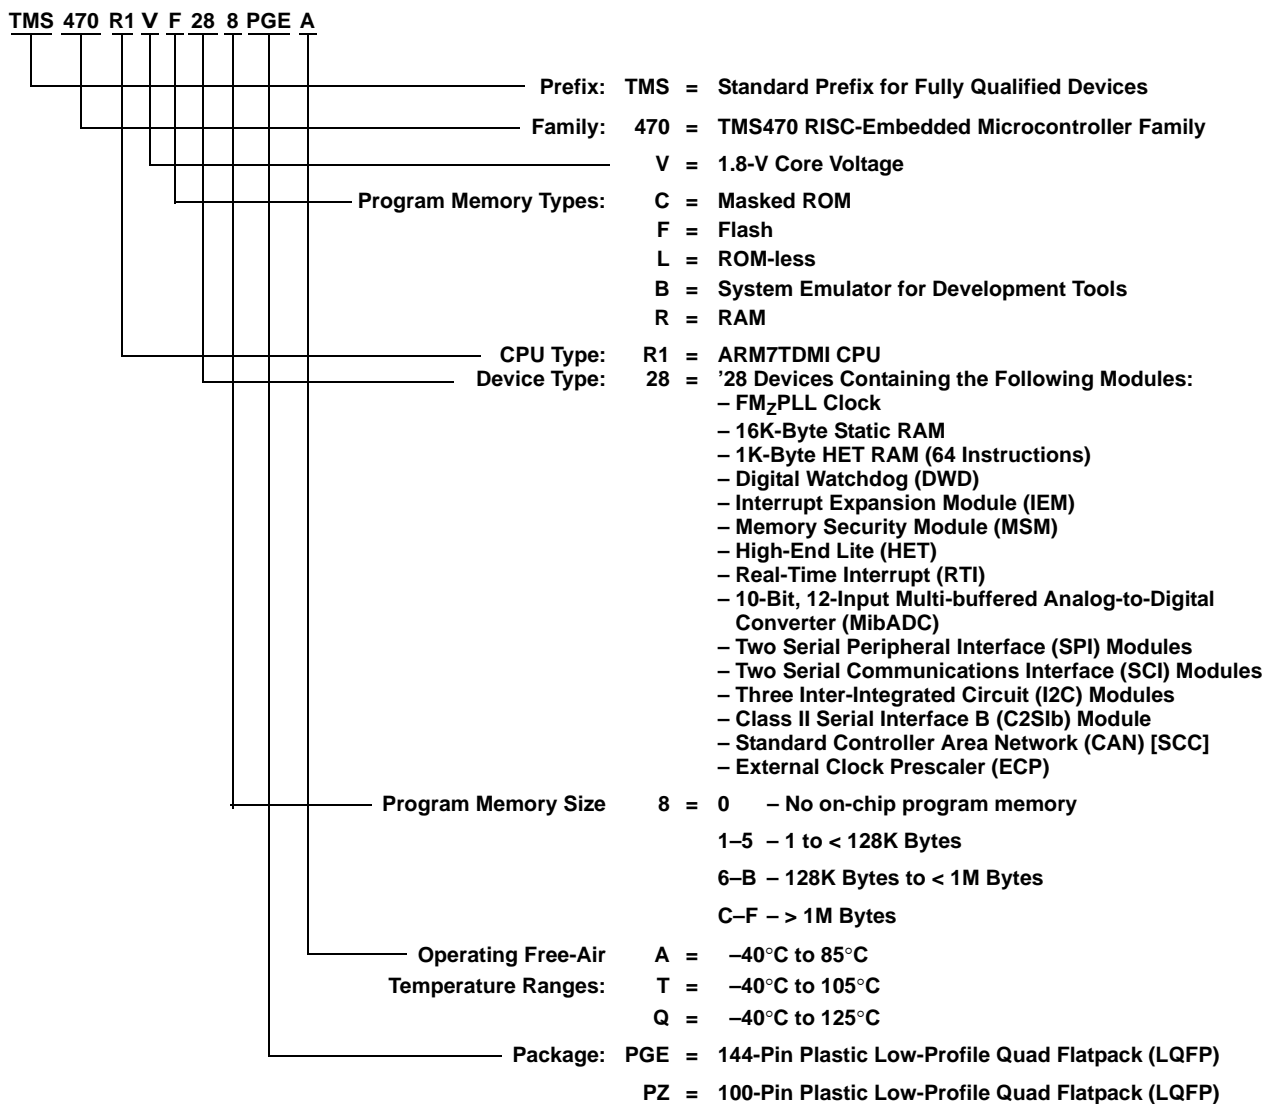 TMS 470 R1 V F 28 8 PGE A
Prefix: TMS = Standard Prefix for Fully Qualified Devices
Family: 470 = TMS470 RISC-Embedded Microcontroller Family
V = 1.8-V Core Voltage
Program Memory Types: C = Masked ROM
F = Flash
L = ROM-less
B = System Emulator for Development Tools
R = RAM
CPU Type: R1 = ARM7TDMI CPU
Device Type: 28 = ’28 Devices Containing the Following Modules:
– FMZPLL Clock
– 16K-Byte Static RAM
– 1K-Byte HET RAM (64 Instructions)
– Digital Watchdog (DWD)
– Interrupt Expansion Module (IEM)
– Memory Security Module (MSM)
– High-End Lite (HET)
– Real-Time Interrupt (RTI)
– 10-Bit, 12-Input Multi-buffered Analog-to-Digital
Converter (MibADC)
– Two Serial Peripheral Interface (SPI) Modules
– Two Serial Communications Interface (SCI) Modules
– Three Inter-Integrated Circuit (I2C) Modules
– Class II Serial Interface B (C2SIb) Module
– Standard Controller Area Network (CAN) [SCC]
– External Clock Prescaler (ECP)
Program Memory Size 8 = 0 – No on-chip program memory
1–5 – 1 to < 128K Bytes
6–B – 128K Bytes to < 1M Bytes
C–F – > 1M Bytes
Operating Free-Air A = –40°C to 85°C
Temperature Ranges: T = –40°C to 105°C
Q = –40°C to 125°C
Package: PGE = 144-Pin Plastic Low-Profile Quad Flatpack (LQFP)
PZ = 100-Pin Plastic Low-Profile Quad Flatpack (LQFP)